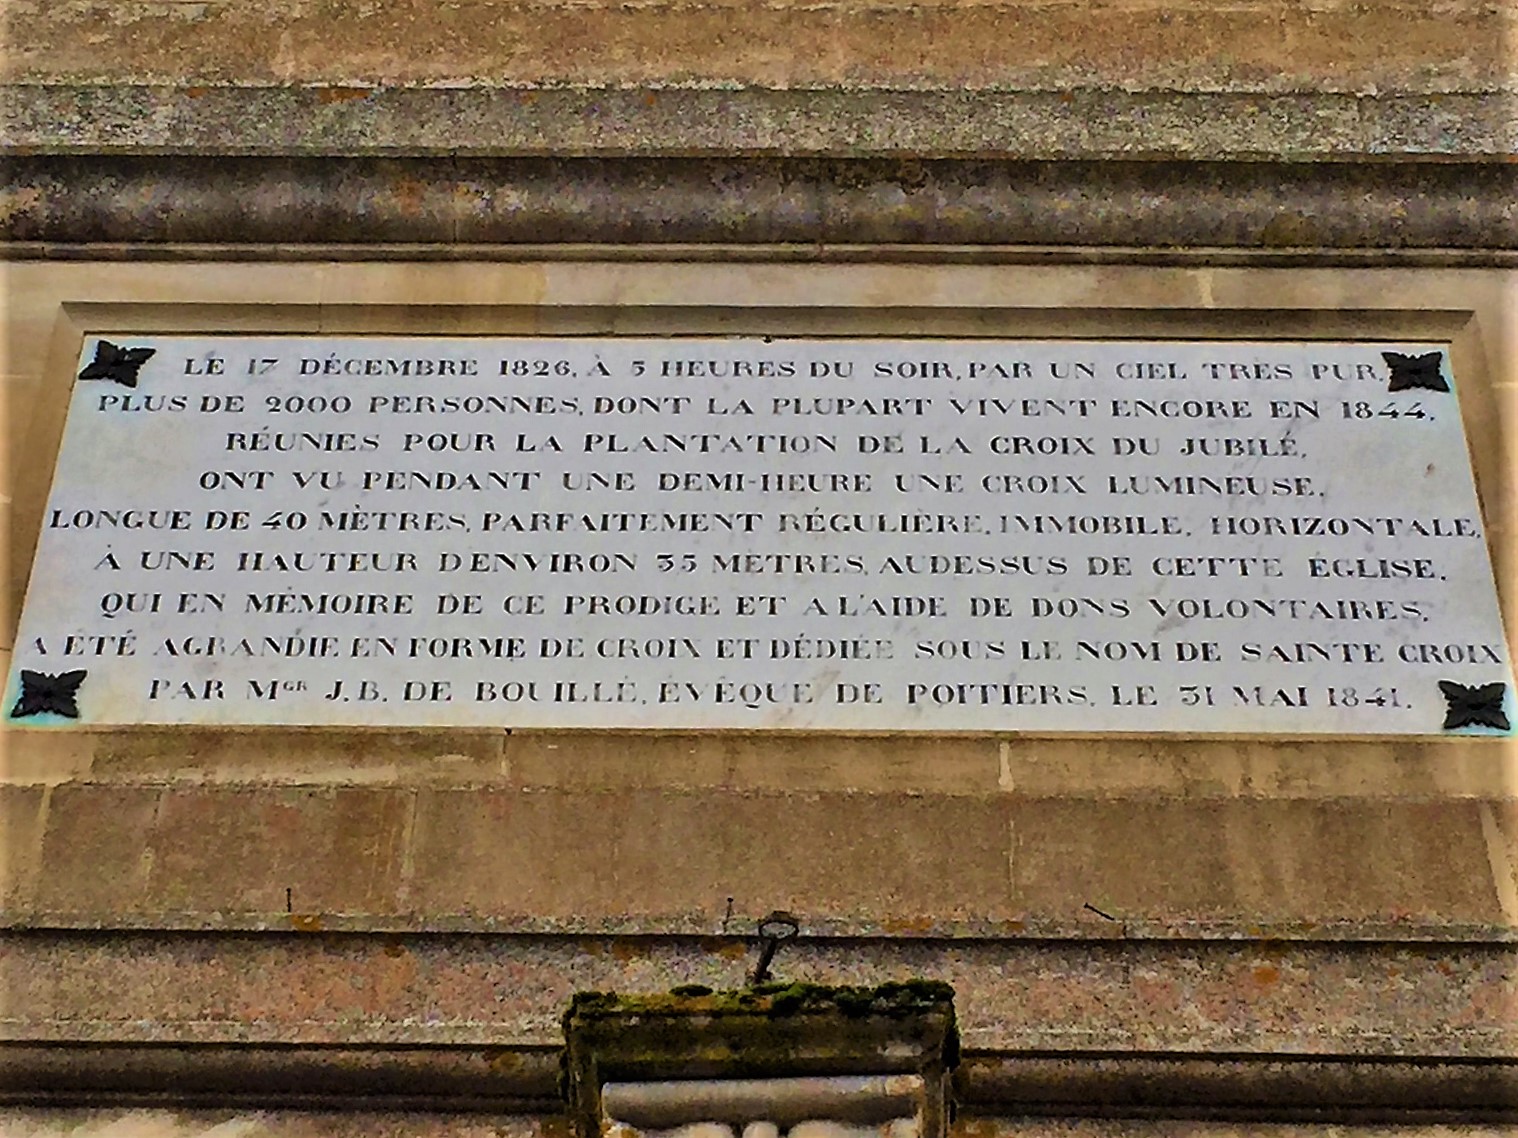 LE 17 DÉCEMBRE 1826, À 5 HEURES DU SOIR, PAR UN CIEL TRÈS PUR,
PLUS DE 2000 PERSONNES, DONT LA PLUPART VIVENT ENCORE EN 1844,
RÉUNIES POUR LA PLANTATION DE LA CROIX DU JUBILÉ,
ONT VU PENDANT UNE DEMI-HEURE UNE CROIX LUMINEUSE,
LONGUE DE 40 MÈTRES, PARFAITEMENT RÉGULIÈRE, IMMOBILE, HORIZONTALE,
À UNE HAUTEUR D'ENVIRON 35 MÈTRES, AUDESSUS DE CETTE ÉGLISE,
QUI EN MÉMOIRE DE CE PRODIGE ET A L'AIDE DE DONS VOLONTAIRES,
A ÉTÉ AGRANDIE EN FORME DE CROIX ET DÉDIÉE SOUS LE NOM DE SAINTE CROIX
PAR MGR J.B. DE BOUILLÉ, ÉVÊQUE DE POITIERS, LE 31 MAI 1841.